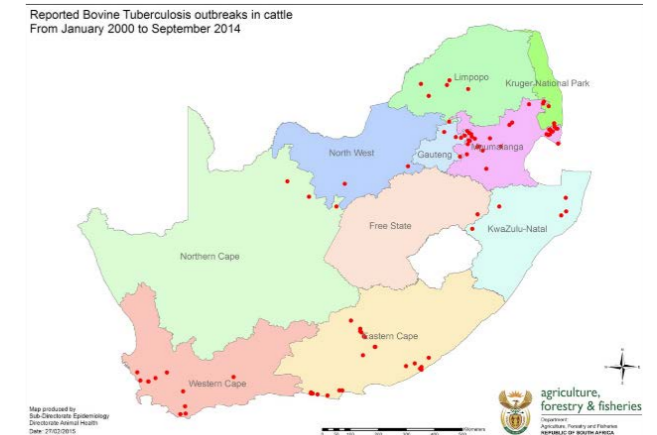 Reported Bovine Tuberculosis outbreaks in cattle
From January 2000 to September 2014
Limpopo
Kruger National Park
North West
Gauteng
Mpumalanga
Free State
KwaZulu-Natal
Northern Cape
Eastern Cape
Western Cape
Map produced by
Sub-Directorate Epidemiology
Directorate Animal Health
Date: 27/02/2015
Kilometers
agriculture,
forestry & fisheries
Department:
Agriculture, Forestry and Fisheries
REPUBLIC OF SOUTH AFRICA